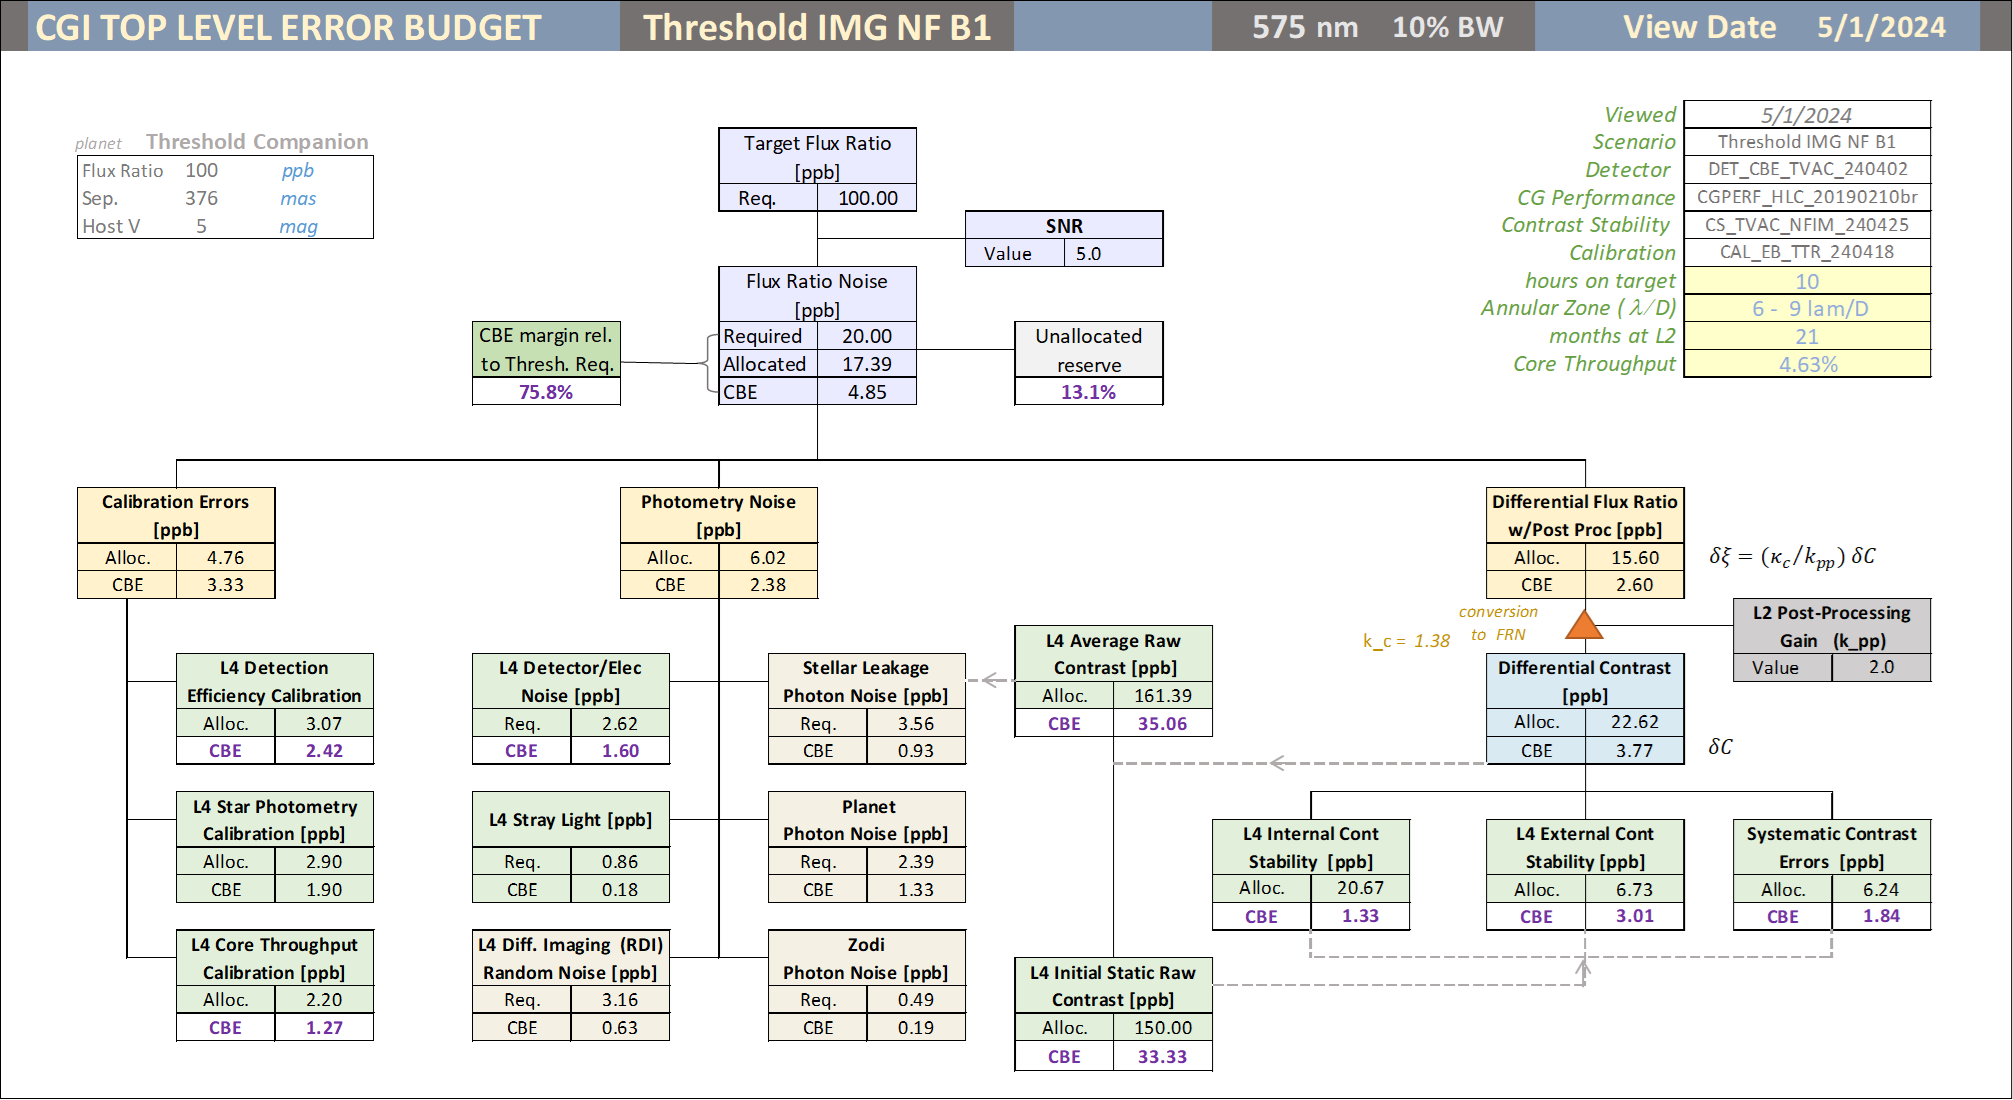 CGI TOP LEVEL ERROR BUDGET
Threshold IMG NF B1
575 nm 10% BW
View Date 5/1/2024
planet Threshold Companion
Flux Ratio 100 ppb
Sep. 376 mas
Host V 5 mag
Target Flux Ratio
[ppb]
Req. 100.00
SNR
Value 5.0
Flux Ratio Noise
[ppb]
Required 20.00
Allocated 17.39
CBE 4.85
CBE margin rel.
to Thresh. Req.
75.8%
Unallocated
reserve
13.1%
Viewed 5/1/2024
Scenario Threshold IMG NF B1
Detector DET_CBE_TVAC_240402
CG Performance CGPERF_HLC_20190210br
Contrast Stability CS_TVAC_NFIM_240425
Calibration CAL_EB_TTR_240418
hours on target 10
Annular Zone ( λ/D) 6 - 9 lam/D
months at L2 21
Core Throughput 4.63%
Calibration Errors
[ppb]
Alloc. 4.76
CBE 3.33
Photometry Noise
[ppb]
Alloc. 6.02
CBE 2.38
Differential Flux Ratio
w/Post Proc [ppb]
Alloc. 15.60
CBE 2.60
δξ = (κc/kpp) δC
conversion
to FRN
k_c = 1.38
L2 Post-Processing
Gain (k_pp)
Value 2.0
L4 Detection
Efficiency Calibration
Alloc. 3.07
CBE 2.42
L4 Detector/Elec
Noise [ppb]
Req. 2.62
CBE 1.60
Stellar Leakage
Photon Noise [ppb]
Req. 3.56
CBE 0.93
L4 Average Raw
Contrast [ppb]
Alloc. 161.39
CBE 35.06
Differential Contrast
[ppb]
Alloc. 22.62
CBE 3.77
δC
L4 Star Photometry
Calibration [ppb]
Alloc. 2.90
CBE 1.90
L4 Stray Light [ppb]
Req. 0.86
CBE 0.18
Planet
Photon Noise [ppb]
Req. 2.39
CBE 1.33
L4 Internal Cont
Stability [ppb]
Alloc. 20.67
CBE 1.33
L4 External Cont
Stability [ppb]
Alloc. 6.73
CBE 3.01
Systematic Contrast
Errors [ppb]
Alloc. 6.24
CBE 1.84
L4 Core Throughput
Calibration [ppb]
Alloc. 2.20
CBE 1.27
L4 Diff. Imaging (RDI)
Random Noise [ppb]
Req. 3.16
CBE 0.63
Zodi
Photon Noise [ppb]
Req. 0.49
CBE 0.19
L4 Initial Static Raw
Contrast [ppb]
Alloc. 150.00
CBE 33.33